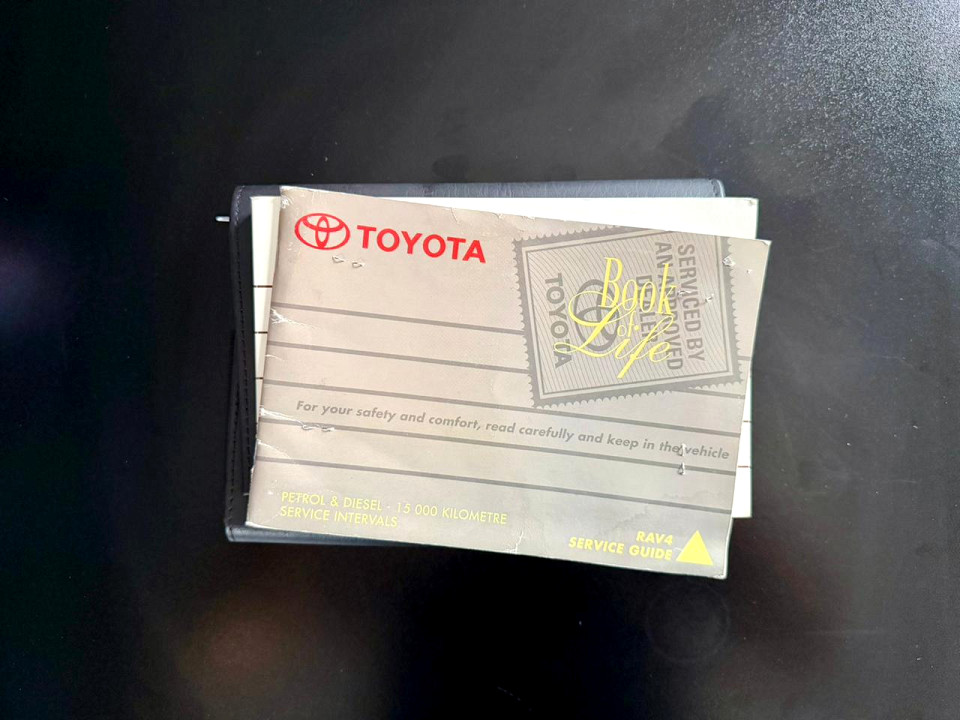 TOYOTA
SERVICED BY
AN APPROVED
DEALER
TOYOTA
Book
of
Life
For your safety and comfort, read carefully and keep in the vehicle
PETROL & DIESEL - 15 000 KILOMETRE
SERVICE INTERVALS
RAV4
SERVICE GUIDE